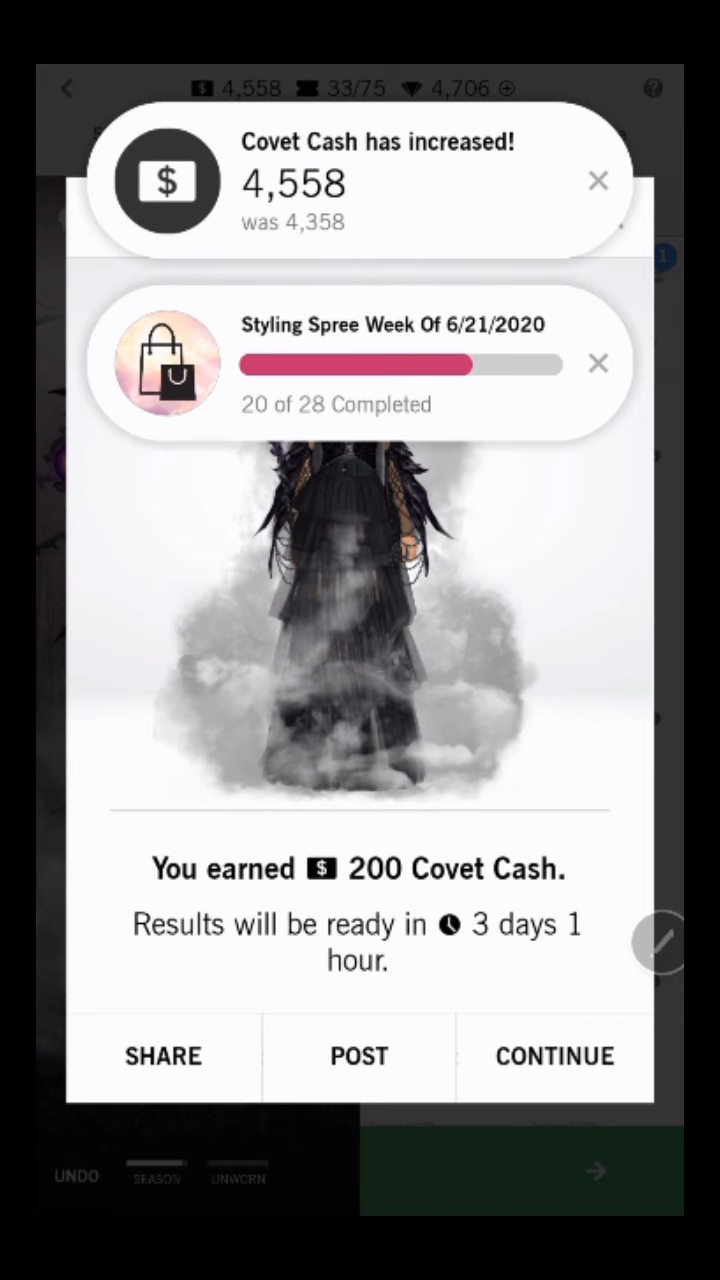 4,558 33/75 4,706
Covet Cash has increased!
4,558
was 4,358
1
Styling Spree Week Of 6/21/2020
20 of 28 Completed
You earned $ 200 Covet Cash.
Results will be ready in 3 days 1
hour.
SHARE POST CONTINUE
UNDO SEASON UNWORN